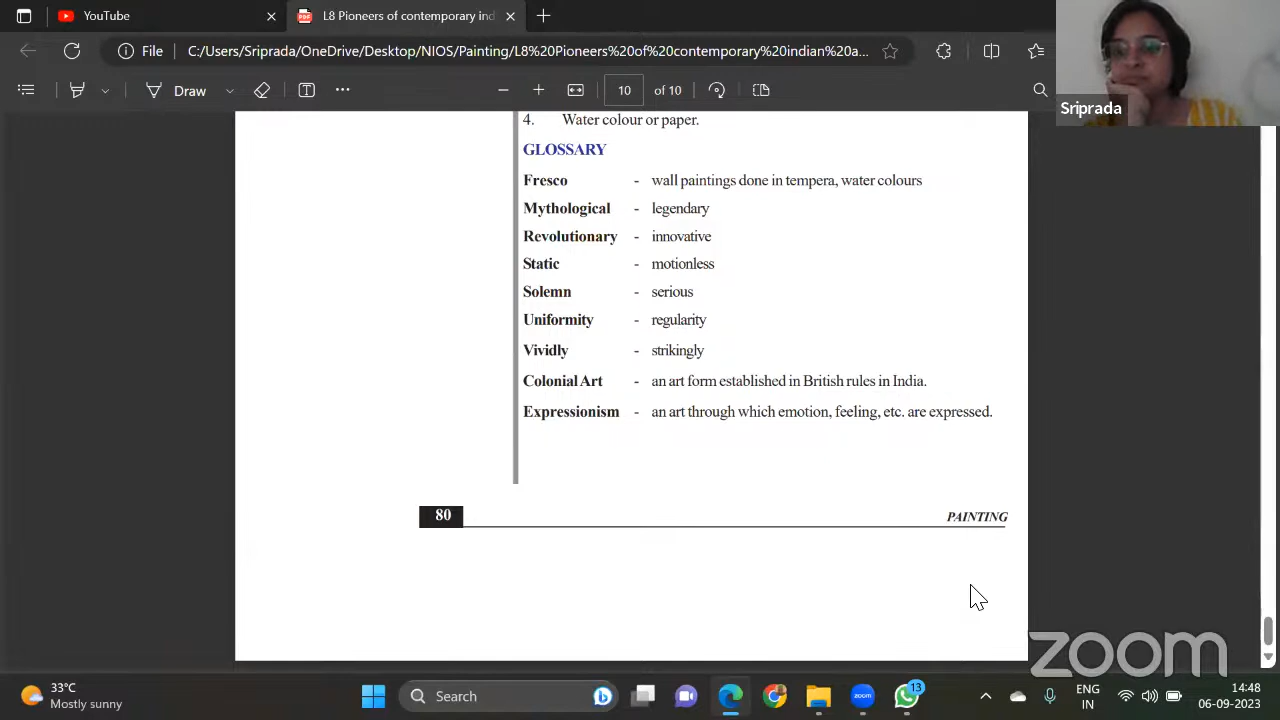 YouTube
L8 Pioneers of contemporary ind
File
C:/Users/Sriprada/OneDrive/Desktop/NIOS/Painting/L8%20Pioneers%20of%20contemporary%20indian%20a...
Draw
10 of 10
Sriprada
4. Water colour or paper.
GLOSSARY
Fresco - wall paintings done in tempera, water colours
Mythological - legendary
Revolutionary - innovative
Static - motionless
Solemn - serious
Uniformity - regularity
Vividly - strikingly
Colonial Art - an art form established in British rules in India.
Expressionism - an art through which emotion, feeling, etc. are expressed.
80
PAINTING
zoom
33°C
Mostly sunny
Search
zoom
13
ENG
IN
14:48
06-09-2023